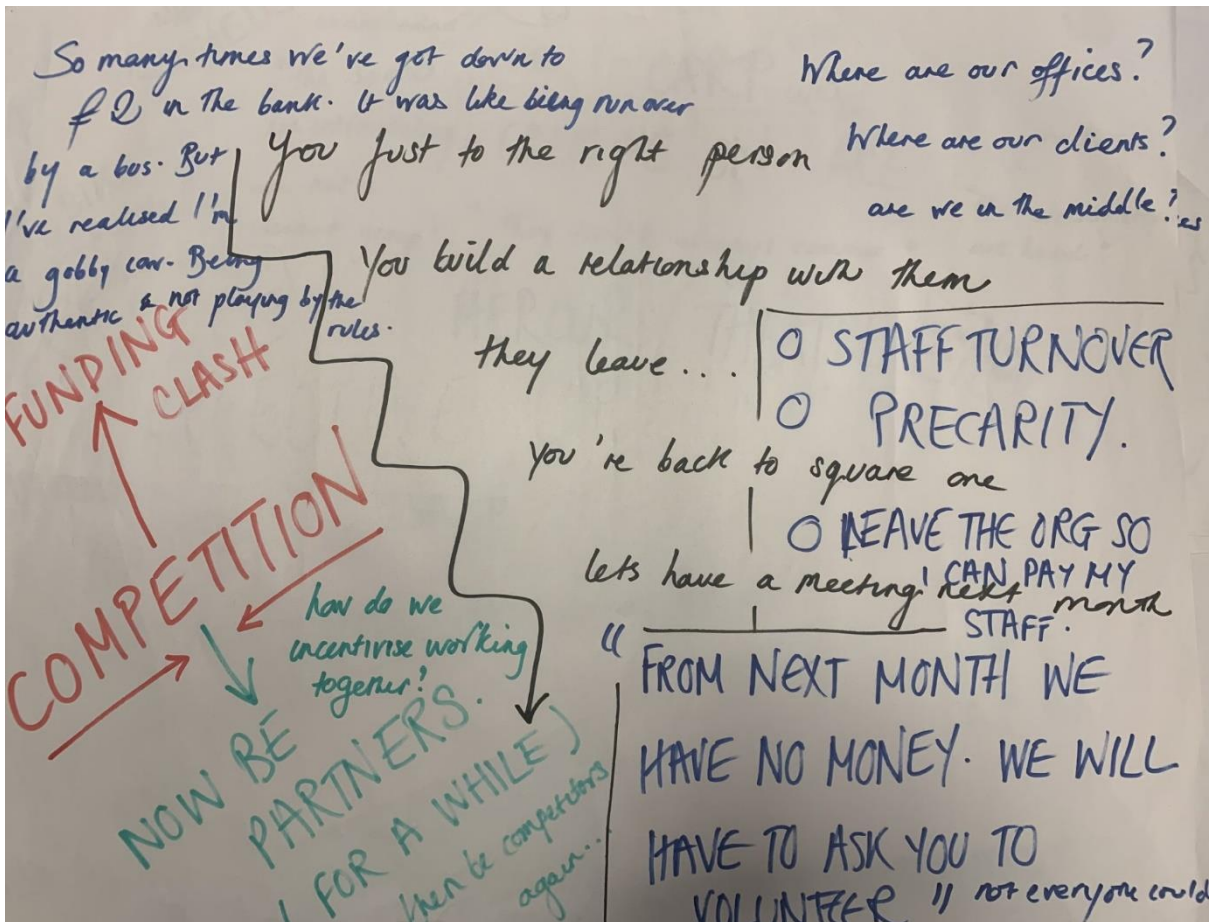 So many times we've got down to
£2 in the bank. It was like being run over
by a bus. But
I've realised I'm
a gobby cow. Being
authentic & not playing by the
rules.
Where are our offices?
Where are our clients?
are we in the middle?
You just to the right person
You build a relationship with them
they leave...
You're back to square one
lets have a meeting next month
O STAFF TURNOVER
O PRECARITY.
O LEAVE THE ORG SO
I CAN PAY MY
STAFF.
"FROM NEXT MONTH WE
HAVE NO MONEY. WE WILL
HAVE TO ASK YOU TO
VOLUNTEER" not everyone could
FUNDING
CLASH
COMPETITION
how do we
incentivise working
together?
NOW BE
PARTNERS.
(FOR A WHILE)
then be competitors
again...